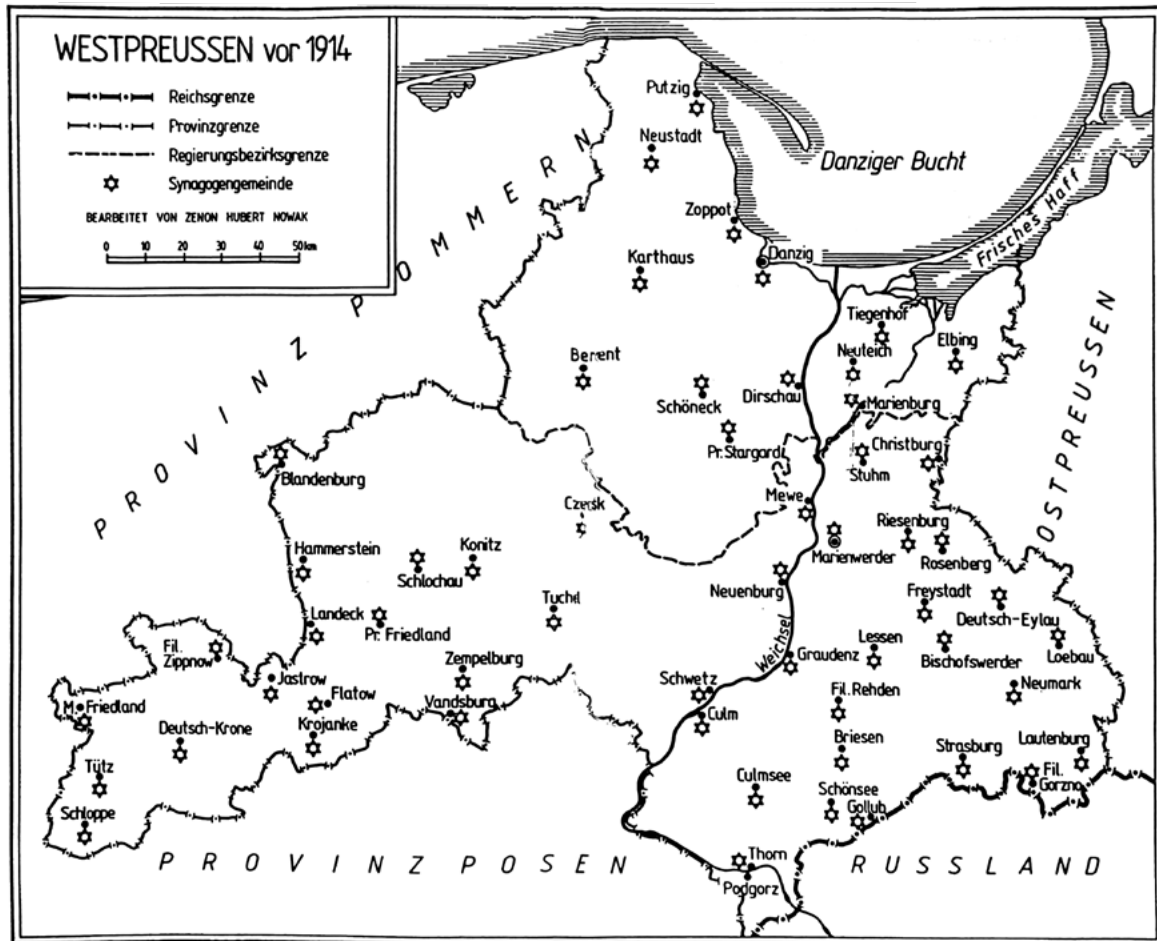 WESTPREUSSEN vor 1914
Reichsgrenze
Provinzgrenze
Regierungsbezirksgrenze
Synagogengemeinde
BEARBEITET VON ZENON HUBERT NOWAK
0 10 20 30 40 50 km
PROVINZ POMMERN
Putzig
Neustadt
Danziger Bucht
Zoppot
Frisches Haff
Karthaus
Danzig
Tiegenhof
Elbing
Neuteich
OSTPREUSSEN
Berent
Schöneck
Dirschau
Marienburg
Pr. Stargard
Christburg
Stuhm
Blandenburg
Mewe
Czersk
Riesenburg
Marienwerder
Rosenberg
Hammerstein
Schlochau
Konitz
Neuenburg
Freystadt
Deutsch-Eylau
Tuchel
Landeck
Pr. Friedland
Weichsel
Lessen
Bischofswerder
Loebau
Fil.
Zippnow
Graudenz
Zempelburg
Jastrow
Flatow
Schwetz
Fil. Rehden
Neumark
M. Friedland
Vandsburg
Culm
Deutsch-Krone
Krojanke
Briesen
Strasburg
Lautenburg
Tütz
Fil.
Gorzno
Culmsee
Schönsee
Gollub
Schloppe
PROVINZ POSEN
Thorn
Podgorz
RUSSLAND